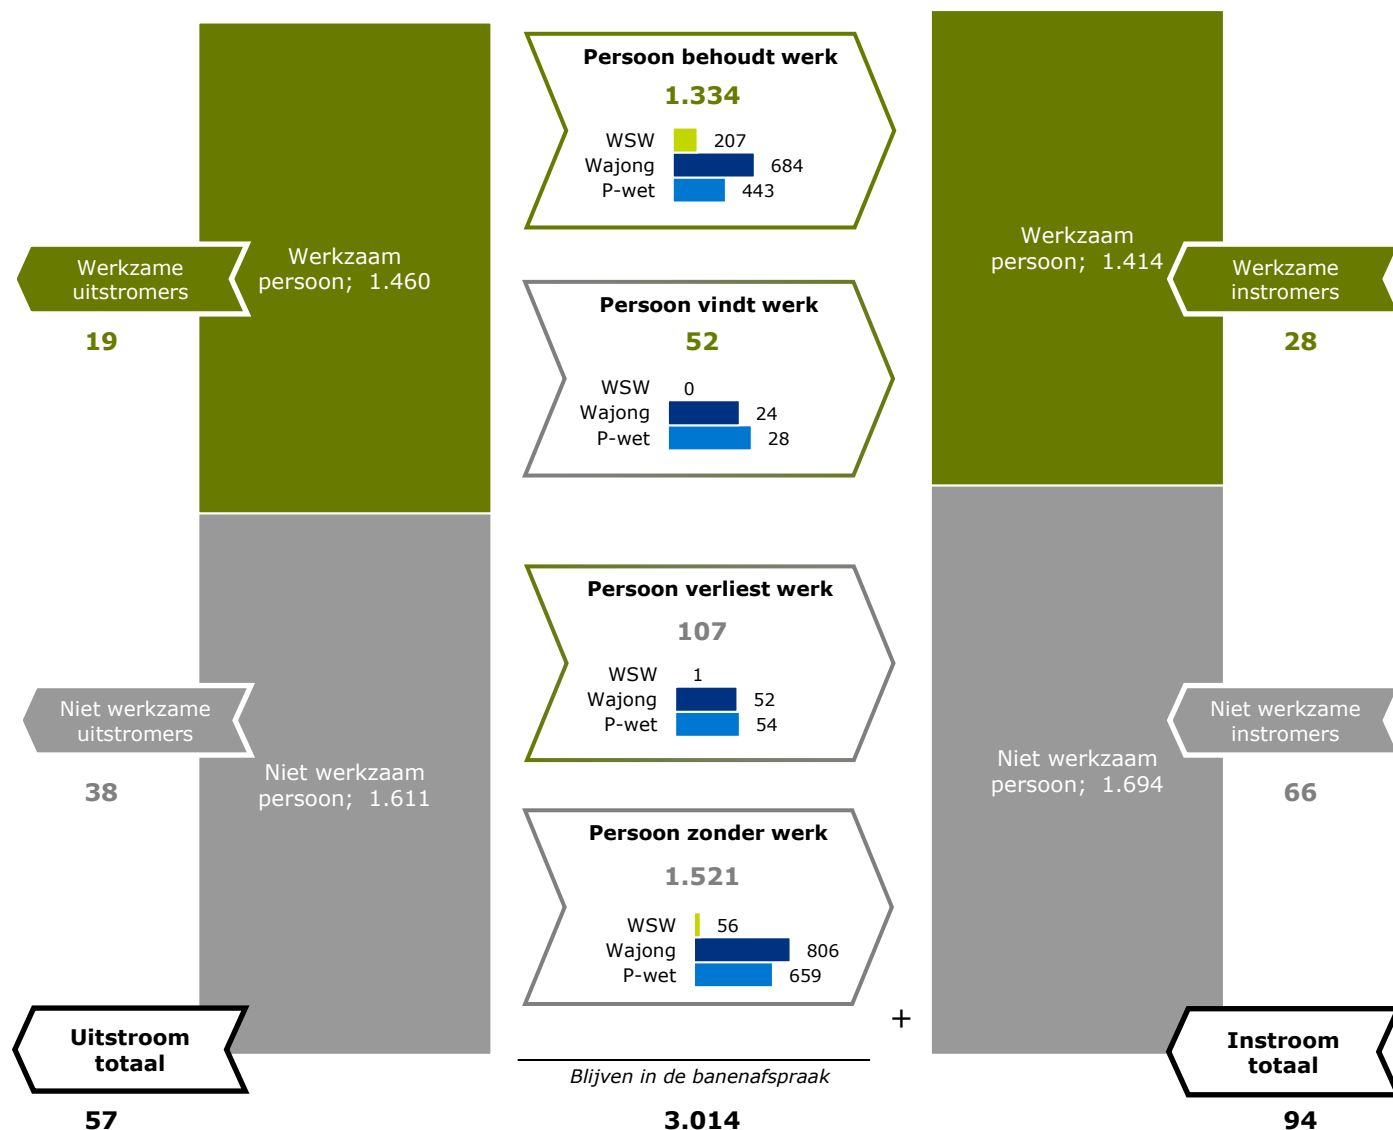 Persoon behoudt werk
1.334
WSW 207
Wajong 684
P-wet 443
Werkzame
uitstromers
19
Werkzaam
persoon; 1.460
Persoon vindt werk
52
WSW 0
Wajong 24
P-wet 28
Werkzaam
persoon; 1.414
Werkzame
instromers
28
Persoon verliest werk
107
WSW 1
Wajong 52
P-wet 54
Niet werkzame
uitstromers
38
Niet werkzaam
persoon; 1.611
Persoon zonder werk
1.521
WSW 56
Wajong 806
P-wet 659
Niet werkzaam
persoon; 1.694
Niet werkzame
instromers
66
Uitstroom
totaal
57
+
Blijven in de banenafspraak
3.014
Instroom
totaal
94